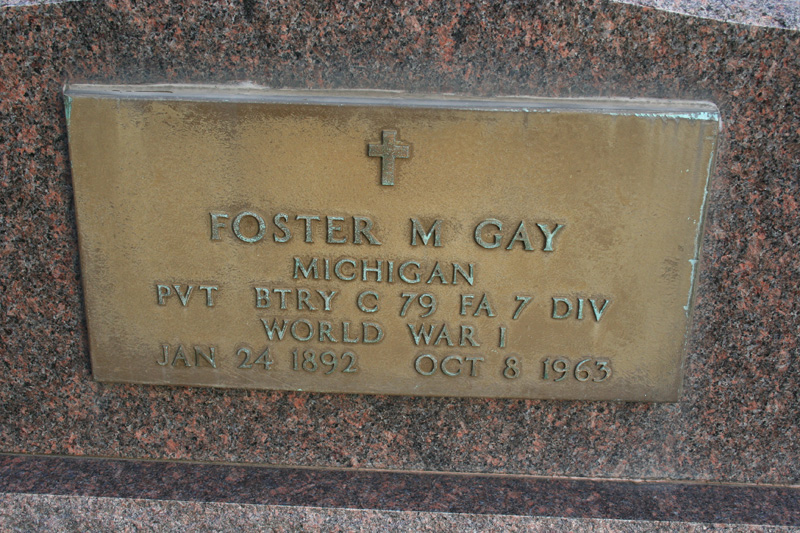 FOSTER M GAY
MICHIGAN
PVT BTRY C 79 FA 7 DIV
WORLD WAR I
JAN 24 1892 OCT 8 1963